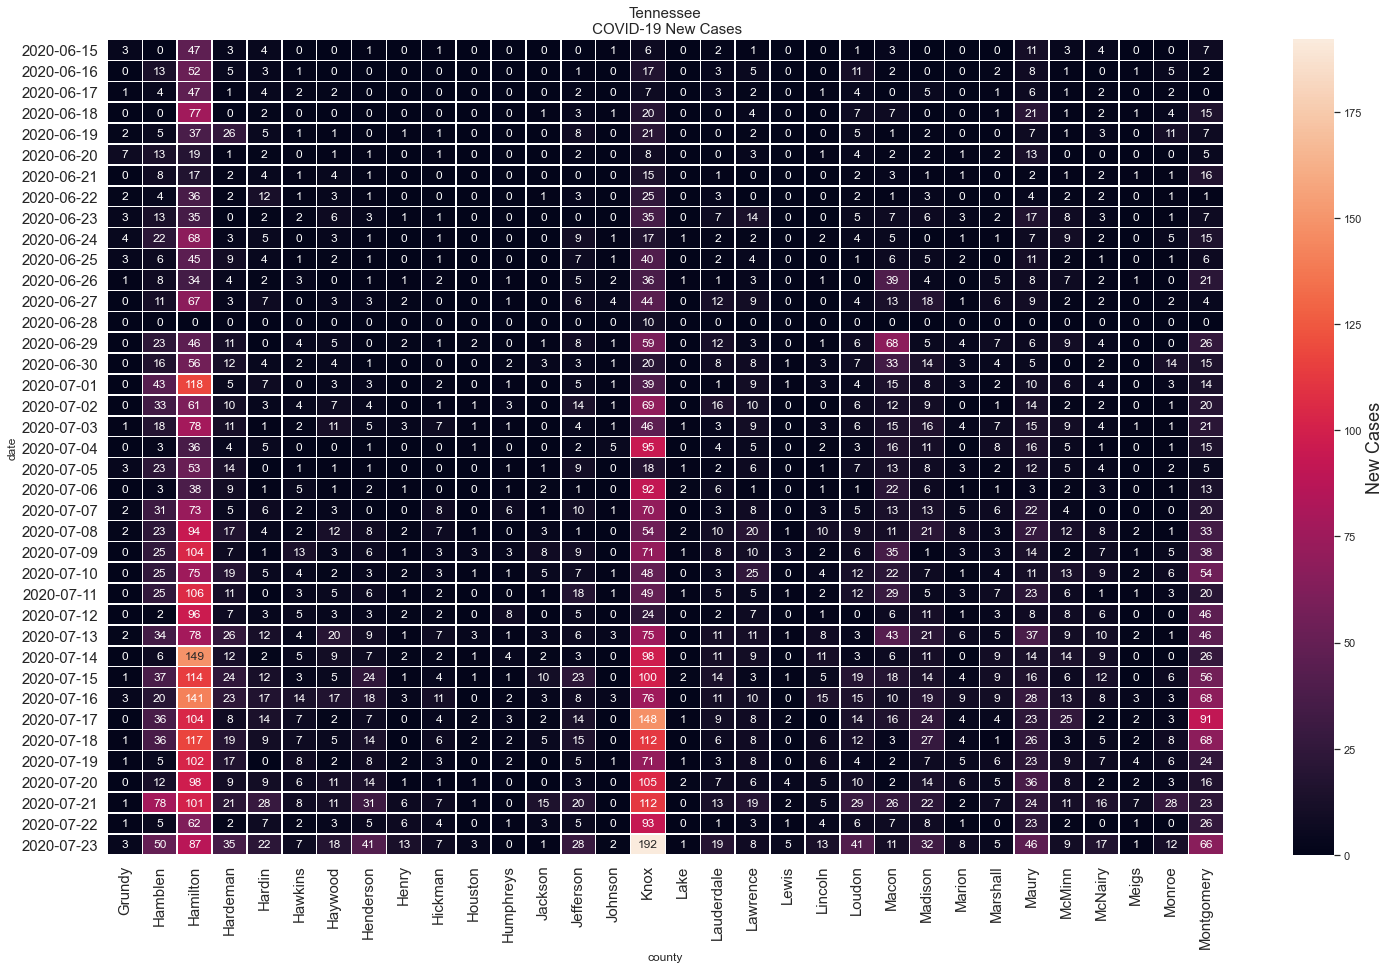 Tennessee
COVID-19 New Cases
2020-06-15 3 0 47 3 4 0 0 1 0 1 0 0 0 0 1 6 0 2 1 0 0 1 3 0 0 0 11 3 4 0 0 7
2020-06-16 0 13 52 5 3 1 0 0 0 0 0 0 0 1 0 17 0 3 5 0 0 11 2 0 0 2 8 1 0 1 5 2
2020-06-17 1 4 47 1 4 2 2 0 0 0 0 0 0 2 0 7 0 3 2 0 1 4 0 5 0 1 6 1 2 0 2 0
2020-06-18 0 0 77 0 2 0 0 0 0 0 0 0 1 3 1 20 0 0 4 0 0 7 7 0 0 1 21 1 2 1 4 15
2020-06-19 2 5 37 26 5 1 1 0 1 1 0 0 0 8 0 21 0 0 2 0 0 5 1 2 0 0 7 1 3 0 11 7
2020-06-20 7 13 19 1 2 0 1 1 0 1 0 0 0 2 0 8 0 0 3 0 1 4 2 2 1 2 13 0 0 0 0 5
2020-06-21 0 8 17 2 4 1 4 1 0 0 0 0 0 0 0 15 0 1 0 0 0 2 3 1 1 0 2 1 2 1 1 16
2020-06-22 2 4 36 2 12 1 3 1 0 0 0 0 1 3 0 25 0 3 0 0 0 2 1 3 0 0 4 2 2 0 1 1
2020-06-23 3 13 35 0 2 2 6 3 1 1 0 0 0 0 0 35 0 7 14 0 0 5 7 6 3 2 17 8 3 0 1 7
2020-06-24 4 22 68 3 5 0 3 1 0 1 0 0 0 9 1 17 1 2 2 0 2 4 5 0 1 1 7 9 2 0 5 15
2020-06-25 3 6 45 9 4 1 2 1 0 1 0 0 0 7 1 40 0 2 4 0 0 1 6 5 2 0 11 2 1 0 1 6
2020-06-26 1 8 34 4 2 3 0 1 1 2 0 1 0 5 2 36 1 1 3 0 1 0 39 4 0 5 8 7 2 1 0 21
2020-06-27 0 11 67 3 7 0 3 3 2 0 0 1 0 6 4 44 0 12 9 0 0 4 13 18 1 6 9 2 2 0 2 4
2020-06-28 0 0 0 0 0 0 0 0 0 0 0 0 0 0 0 10 0 0 0 0 0 0 0 0 0 0 0 0 0 0 0 0
2020-06-29 0 23 46 11 0 4 5 0 2 1 2 0 1 8 1 59 0 12 3 0 1 6 68 5 4 7 6 9 4 0 0 26
2020-06-30 0 16 56 12 4 2 4 1 0 0 0 2 3 3 1 20 0 8 8 1 3 7 33 14 3 4 5 0 2 0 14 15
2020-07-01 0 43 118 5 7 0 3 3 0 2 0 1 0 5 1 39 0 1 9 1 3 4 15 8 3 2 10 6 4 0 3 14
2020-07-02 0 33 61 10 3 4 7 4 0 1 1 3 0 14 1 69 0 16 10 0 0 6 12 9 0 1 14 2 2 0 1 20
2020-07-03 1 18 78 11 1 2 11 5 3 7 1 1 0 4 1 46 1 3 9 0 3 6 15 16 4 7 15 9 4 1 1 21
2020-07-04 0 3 36 4 5 0 0 1 0 0 1 0 0 2 5 95 0 4 5 0 2 3 16 11 0 8 16 5 1 0 1 15
2020-07-05 3 23 53 14 0 1 1 1 0 0 0 1 1 9 0 18 1 2 6 0 1 7 13 8 3 2 12 5 4 0 2 5
2020-07-06 0 3 38 9 1 5 1 2 1 0 0 1 2 1 0 92 2 6 1 0 1 1 22 6 1 1 3 2 3 0 1 13
2020-07-07 2 31 73 5 6 2 3 0 0 8 0 6 1 10 1 70 0 3 8 0 3 5 13 13 5 6 22 4 0 0 0 20
2020-07-08 2 23 94 17 4 2 12 8 2 7 1 0 3 1 0 54 2 10 20 1 10 9 11 21 8 3 27 12 8 2 1 33
2020-07-09 0 25 104 7 1 13 3 6 1 3 3 3 8 9 0 71 1 8 10 3 2 6 35 1 3 3 14 2 7 1 5 38
2020-07-10 0 25 75 19 5 4 2 3 2 3 1 1 5 7 1 48 0 3 25 0 4 12 22 7 1 4 11 13 9 2 6 54
2020-07-11 0 25 106 11 0 3 5 6 1 2 0 0 1 18 1 49 1 5 5 1 2 12 29 5 3 7 23 6 1 1 3 20
2020-07-12 0 2 96 7 3 5 3 3 2 2 0 8 0 5 0 24 0 2 7 0 1 0 6 11 1 3 8 8 6 0 0 46
2020-07-13 2 34 78 26 12 4 20 9 1 7 3 1 3 6 3 75 0 11 11 1 8 3 43 21 6 5 37 9 10 2 1 46
2020-07-14 0 6 149 12 2 5 9 7 2 2 1 4 2 3 0 98 0 11 9 0 11 3 6 11 0 9 14 14 9 0 0 26
2020-07-15 1 37 114 24 12 3 5 24 1 4 1 1 10 23 0 100 2 14 3 1 5 19 18 14 4 9 16 6 12 0 6 56
2020-07-16 3 20 141 23 17 14 17 18 3 11 0 2 3 8 3 76 0 11 10 0 15 15 10 19 9 9 28 13 8 3 3 68
2020-07-17 0 36 104 8 14 7 2 7 0 4 2 3 2 14 0 148 1 9 8 2 0 14 16 24 4 4 23 25 2 2 3 91
2020-07-18 1 36 117 19 9 7 5 14 0 6 2 2 5 15 0 112 0 6 8 0 6 12 3 27 4 1 26 3 5 2 8 68
2020-07-19 1 5 102 17 0 8 2 8 2 3 0 2 0 5 1 71 1 3 8 0 6 4 2 7 5 6 23 9 7 4 6 24
2020-07-20 0 12 98 9 9 6 11 14 1 1 1 0 0 3 0 105 2 7 6 4 5 13 2 14 6 5 36 8 2 2 3 16
2020-07-21 1 78 101 21 28 8 11 31 6 7 1 0 15 20 0 112 0 13 19 2 5 29 26 22 2 7 24 11 16 7 28 23
2020-07-22 1 5 62 2 7 2 3 5 6 4 0 1 3 5 0 93 0 1 3 1 4 6 7 8 1 0 23 2 0 1 0 26
2020-07-23 3 50 87 35 22 7 18 41 13 7 3 0 1 28 2 192 1 19 8 5 13 41 11 32 8 5 46 9 17 1 12 66
date
Grundy Hamblen Hamilton Hardeman Hardin Hawkins Haywood Henderson Henry Hickman Houston Humphreys Jackson Jefferson Johnson Knox Lake Lauderdale Lawrence Lewis Lincoln Loudon Macon Madison Marion Marshall Maury McMinn McNairy Meigs Monroe Montgomery
county
175
150
125
100
75
50
25
0
New Cases